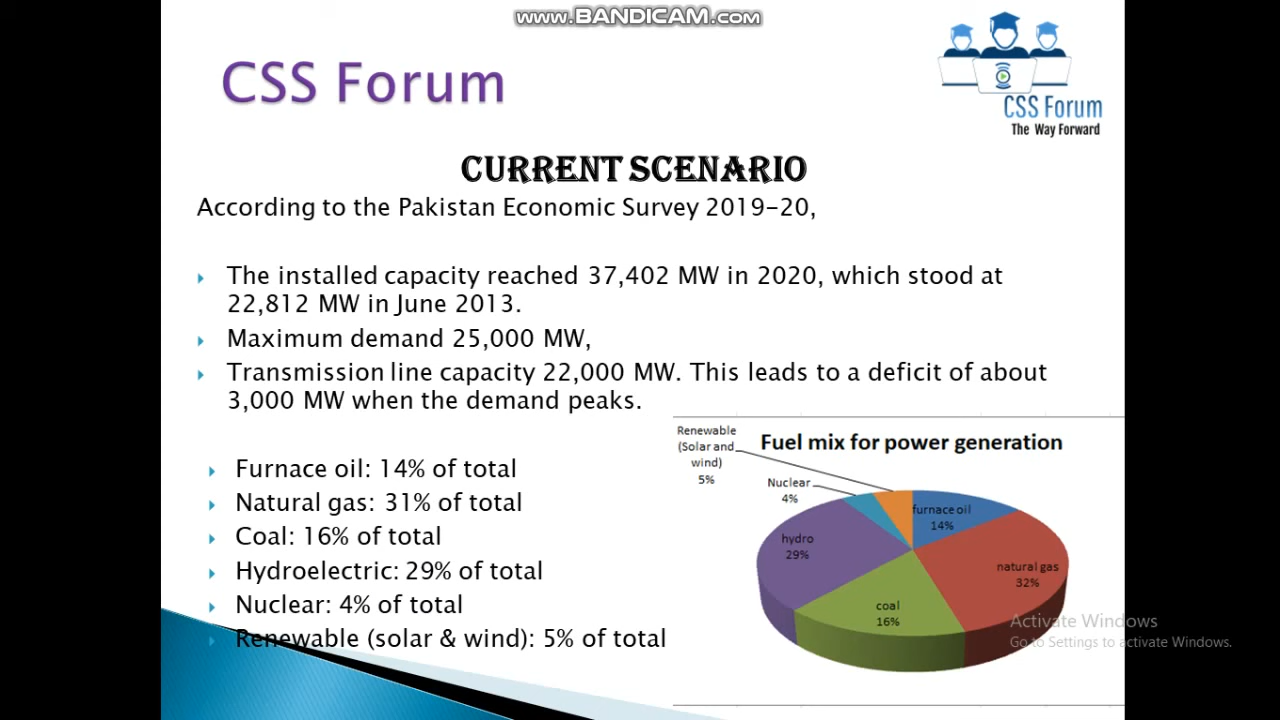 www.BANDICAM.com
CSS Forum
CSS Forum
The Way Forward
CURRENT SCENARIO
According to the Pakistan Economic Survey 2019-20,
The installed capacity reached 37,402 MW in 2020, which stood at
22,812 MW in June 2013.
Maximum demand 25,000 MW,
Transmission line capacity 22,000 MW. This leads to a deficit of about
3,000 MW when the demand peaks.
Furnace oil: 14% of total
Natural gas: 31% of total
Coal: 16% of total
Hydroelectric: 29% of total
Nuclear: 4% of total
Renewable (solar & wind): 5% of total
Fuel mix for power generation
Renewable
(Solar and
wind)
5%
Nuclear
4%
furnace oil
14%
hydro
29%
natural gas
32%
coal
16%
Activate Windows
Go to Settings to activate Windows.